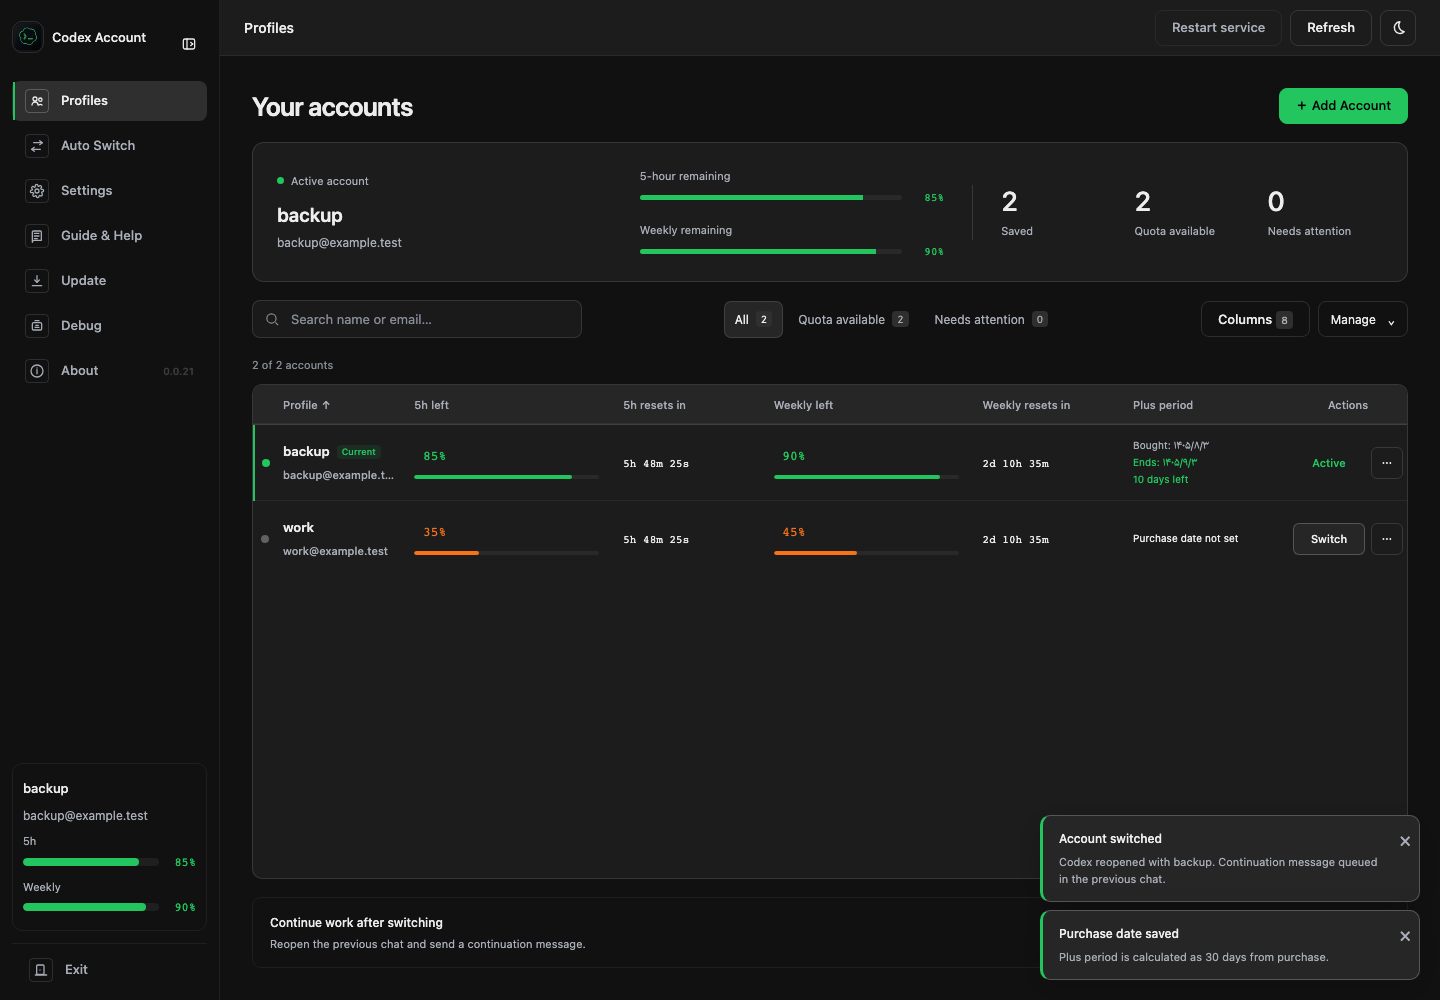 Codex Account
Profiles
Auto Switch
Settings
Guide & Help
Update
Debug
About 0.0.21
backup
backup@example.test
5h
85%
Weekly
90%
Exit
Profiles
Restart service
Refresh
Your accounts
+ Add Account
Active account
backup
backup@example.test
5-hour remaining
85%
Weekly remaining
90%
2
Saved
2
Quota available
0
Needs attention
Search name or email...
All 2
Quota available 2
Needs attention 0
Columns 8
Manage
2 of 2 accounts
Profile ↑ 5h left 5h resets in Weekly left Weekly resets in Plus period Actions
backup Current
backup@example.t...
85%
5h 48m 25s
90%
2d 10h 35m
Bought: ۱۴۰۵/۸/۳
Ends: ۱۴۰۵/۹/۳
10 days left
Active
...
work
work@example.test
35%
5h 48m 25s
45%
2d 10h 35m
Purchase date not set
Switch
...
Continue work after switching
Reopen the previous chat and send a continuation message.
Account switched
Codex reopened with backup. Continuation message queued
in the previous chat.
Purchase date saved
Plus period is calculated as 30 days from purchase.